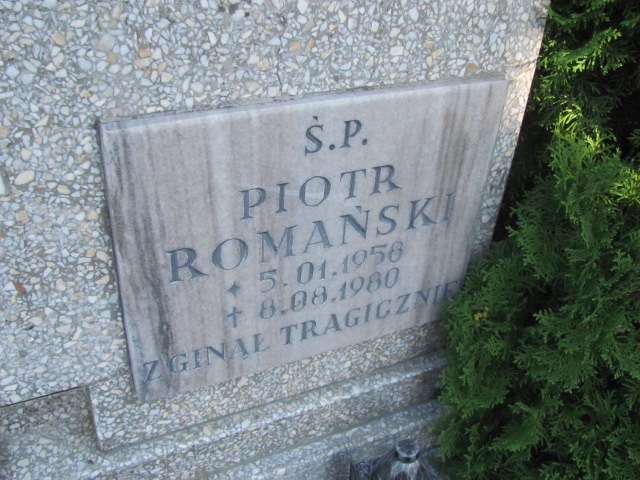 Ś.P.
PIOTR
ROMAŃSKI
✦ 5.01.1958
✝ 8.08.1980
ZGINĄŁ TRAGICZNIE